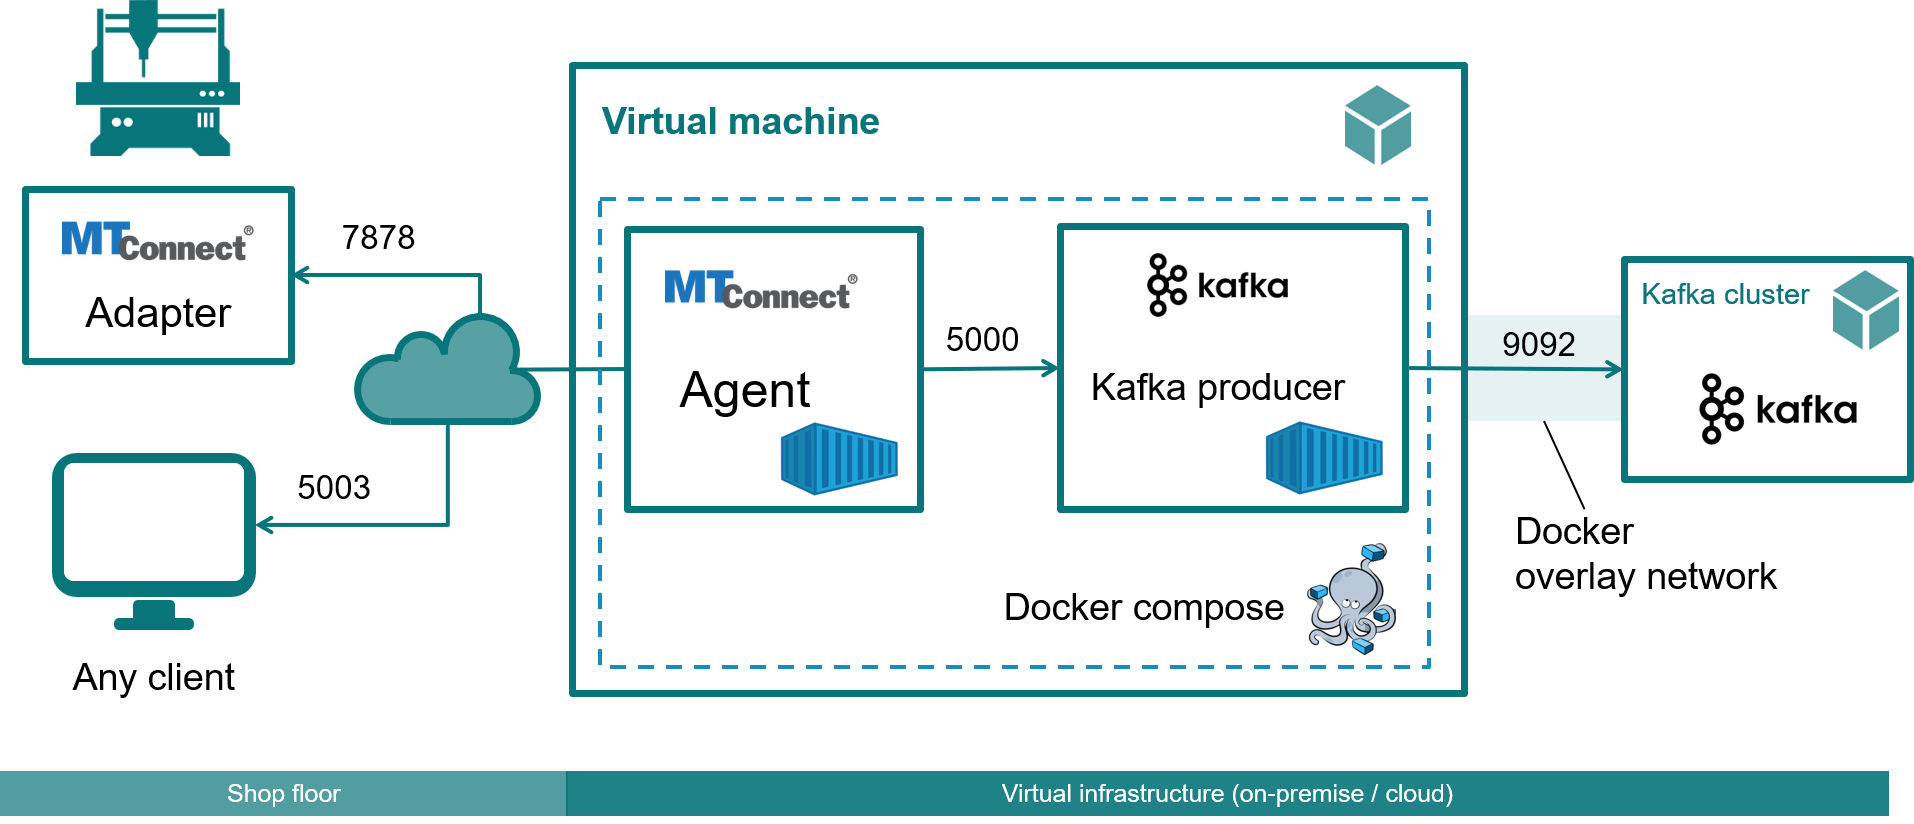 Virtual machine
MTConnect®
Adapter
7878
MTConnect®
Agent
5000
kafka
Kafka producer
9092
Kafka cluster
kafka
5003
Any client
Docker compose
Docker
overlay network
Shop floor
Virtual infrastructure (on-premise / cloud)